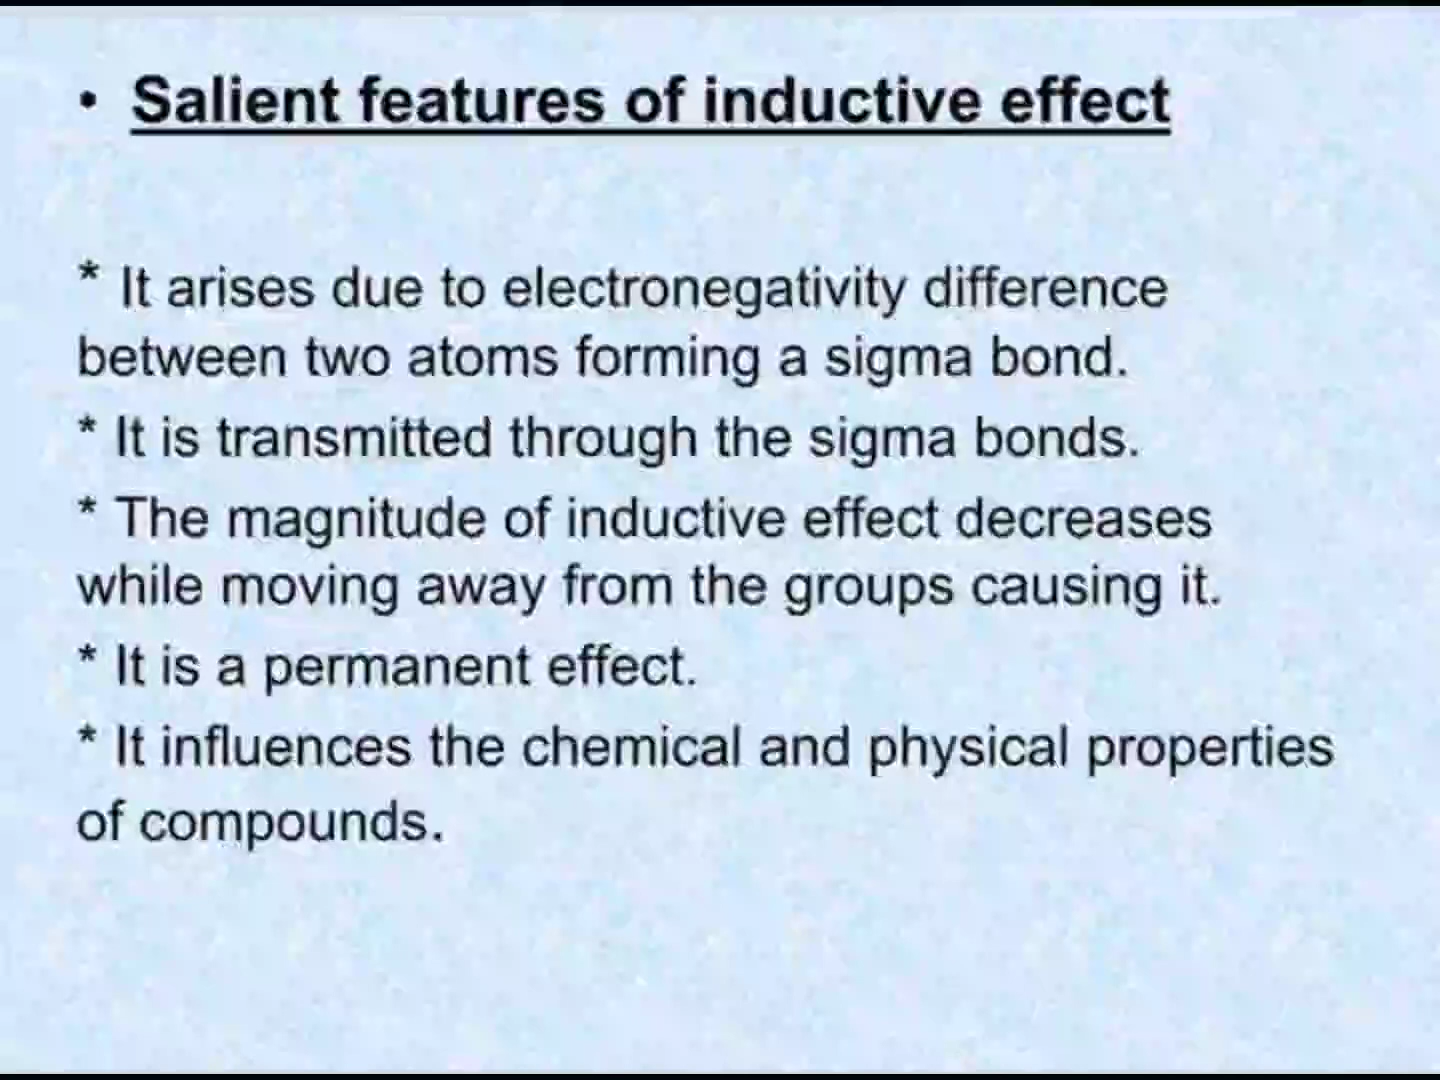 • Salient features of inductive effect
* It arises due to electronegativity difference
between two atoms forming a sigma bond.
* It is transmitted through the sigma bonds.
* The magnitude of inductive effect decreases
while moving away from the groups causing it.
* It is a permanent effect.
* It influences the chemical and physical properties
of compounds.